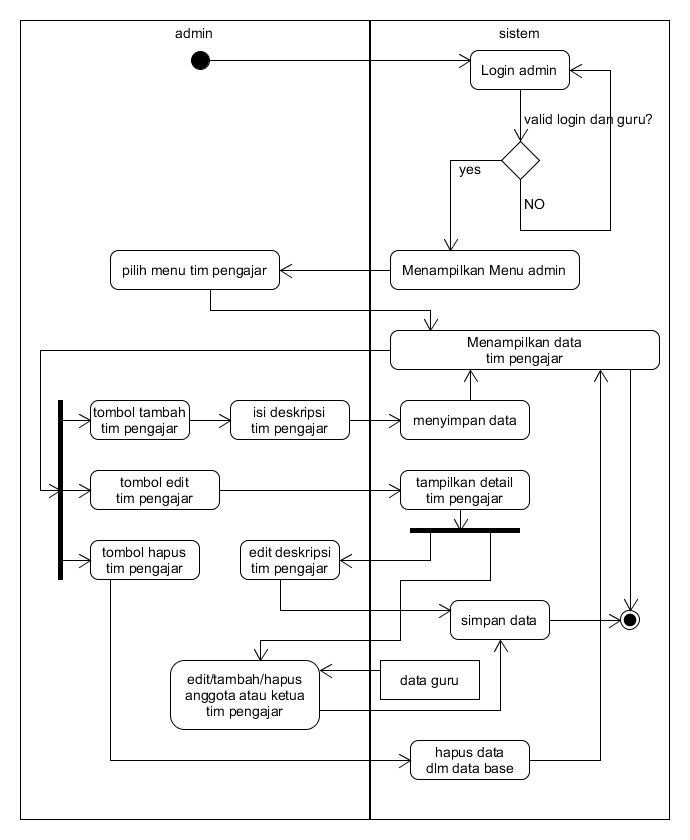 admin
sistem
Login admin
valid login dan guru?
yes
NO
pilih menu tim pengajar
Menampilkan Menu admin
Menampilkan data
tim pengajar
tombol tambah
tim pengajar
isi deskripsi
tim pengajar
menyimpan data
tombol edit
tim pengajar
tampilkan detail
tim pengajar
tombol hapus
tim pengajar
edit deskripsi
tim pengajar
simpan data
edit/tambah/hapus
anggota atau ketua
tim pengajar
data guru
hapus data
dlm data base